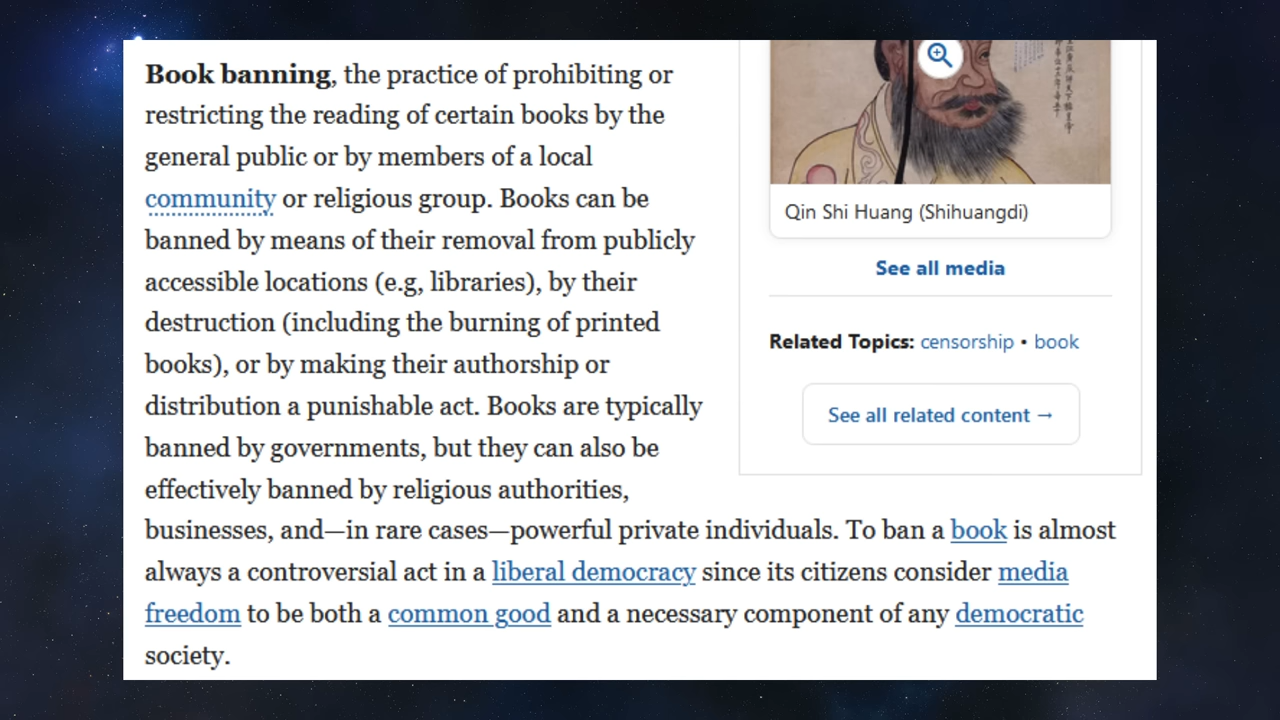 Book banning, the practice of prohibiting or
restricting the reading of certain books by the
general public or by members of a local
community or religious group. Books can be
banned by means of their removal from publicly
accessible locations (e.g, libraries), by their
destruction (including the burning of printed
books), or by making their authorship or
distribution a punishable act. Books are typically
banned by governments, but they can also be
effectively banned by religious authorities,
businesses, and—in rare cases—powerful private individuals. To ban a book is almost
always a controversial act in a liberal democracy since its citizens consider media
freedom to be both a common good and a necessary component of any democratic
society.
Qin Shi Huang (Shihuangdi)
See all media
Related Topics: censorship • book
See all related content →